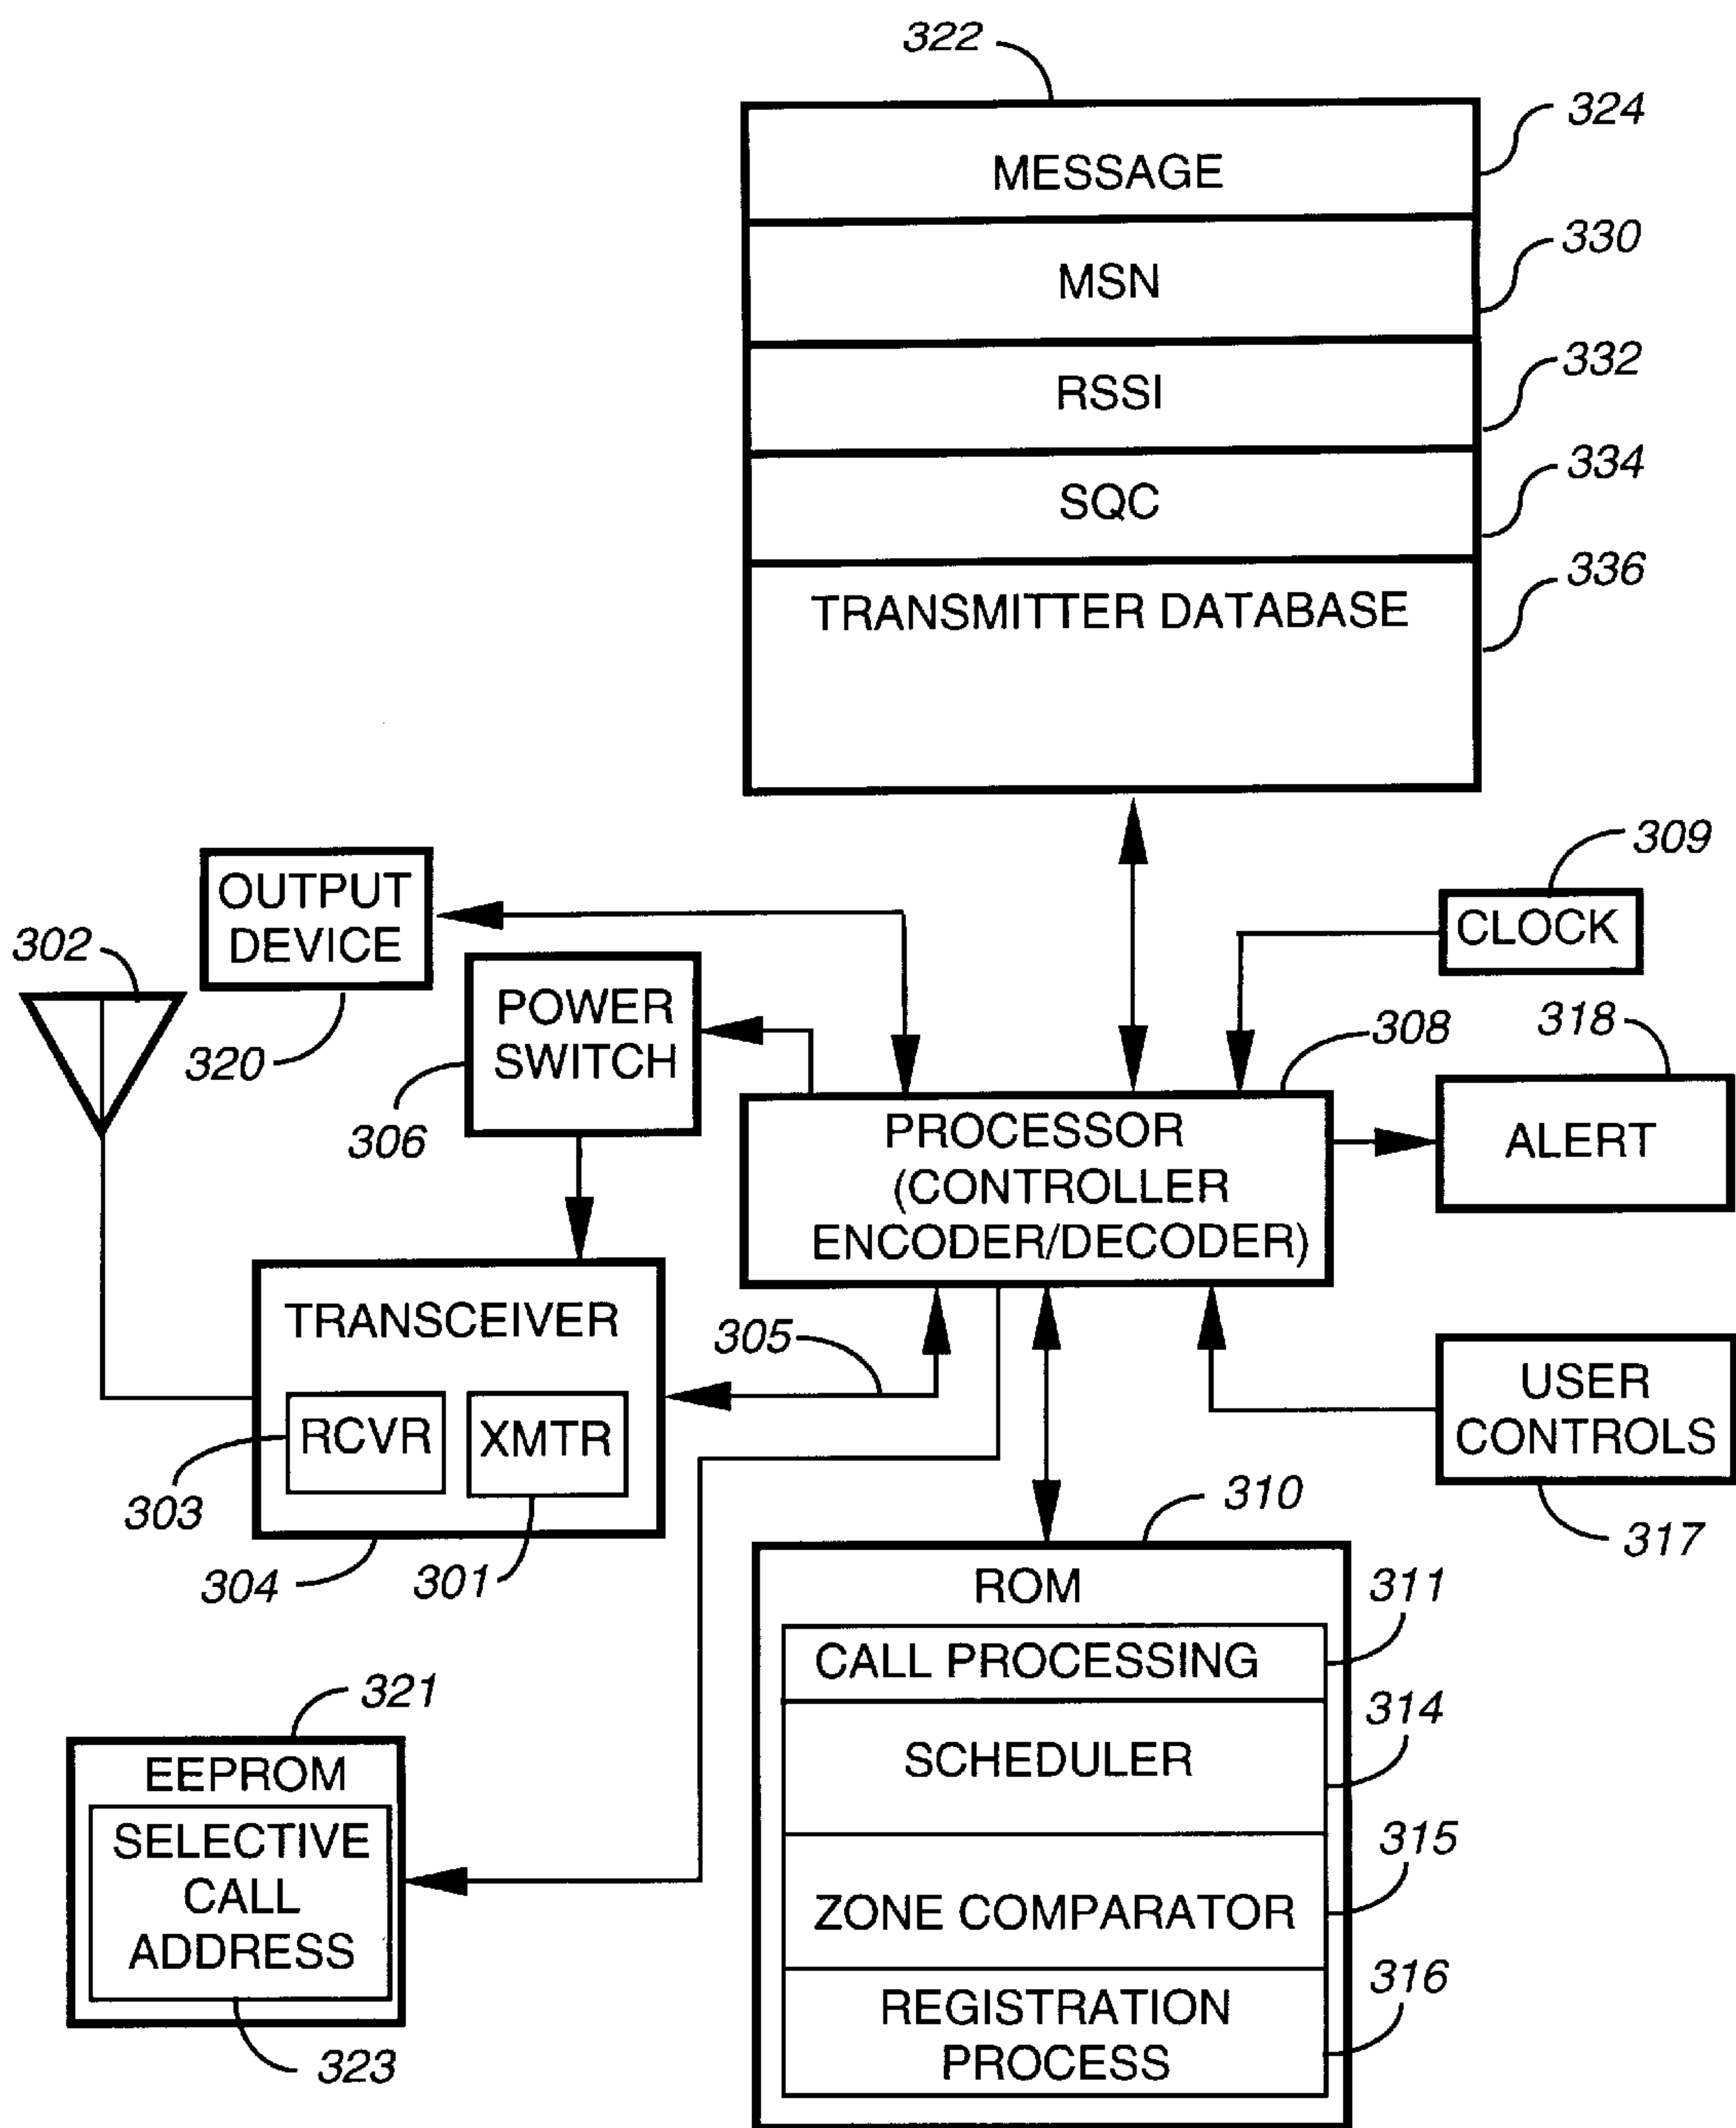 322
324
MESSAGE
330
MSN
332
RSSI
334
SQC
336
TRANSMITTER DATABASE
309
CLOCK
OUTPUT
DEVICE
302
320
POWER
SWITCH
306
308
318
PROCESSOR
(CONTROLLER
ENCODER/DECODER)
ALERT
TRANSCEIVER
305
RCVR
XMTR
303
304
301
USER
CONTROLS
317
310
ROM
311
CALL PROCESSING
314
SCHEDULER
315
ZONE COMPARATOR
316
REGISTRATION
PROCESS
321
EEPROM
SELECTIVE
CALL
ADDRESS
323